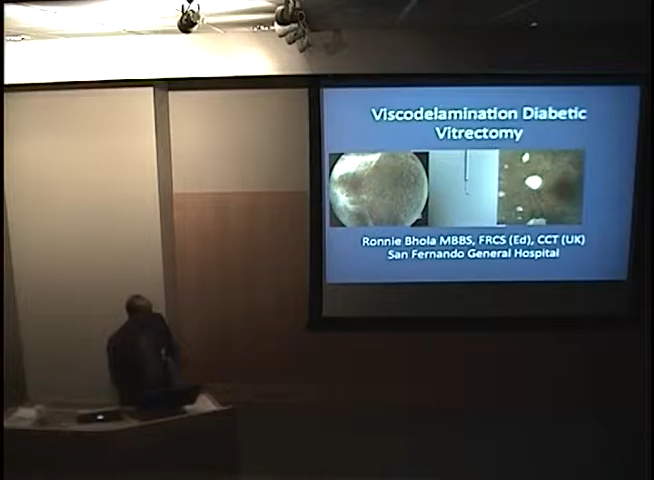 Viscodelamination Diabetic
Vitrectomy
Ronnie Bhola MBBS, FRCS (Ed), CCT (UK)
San Fernando General Hospital